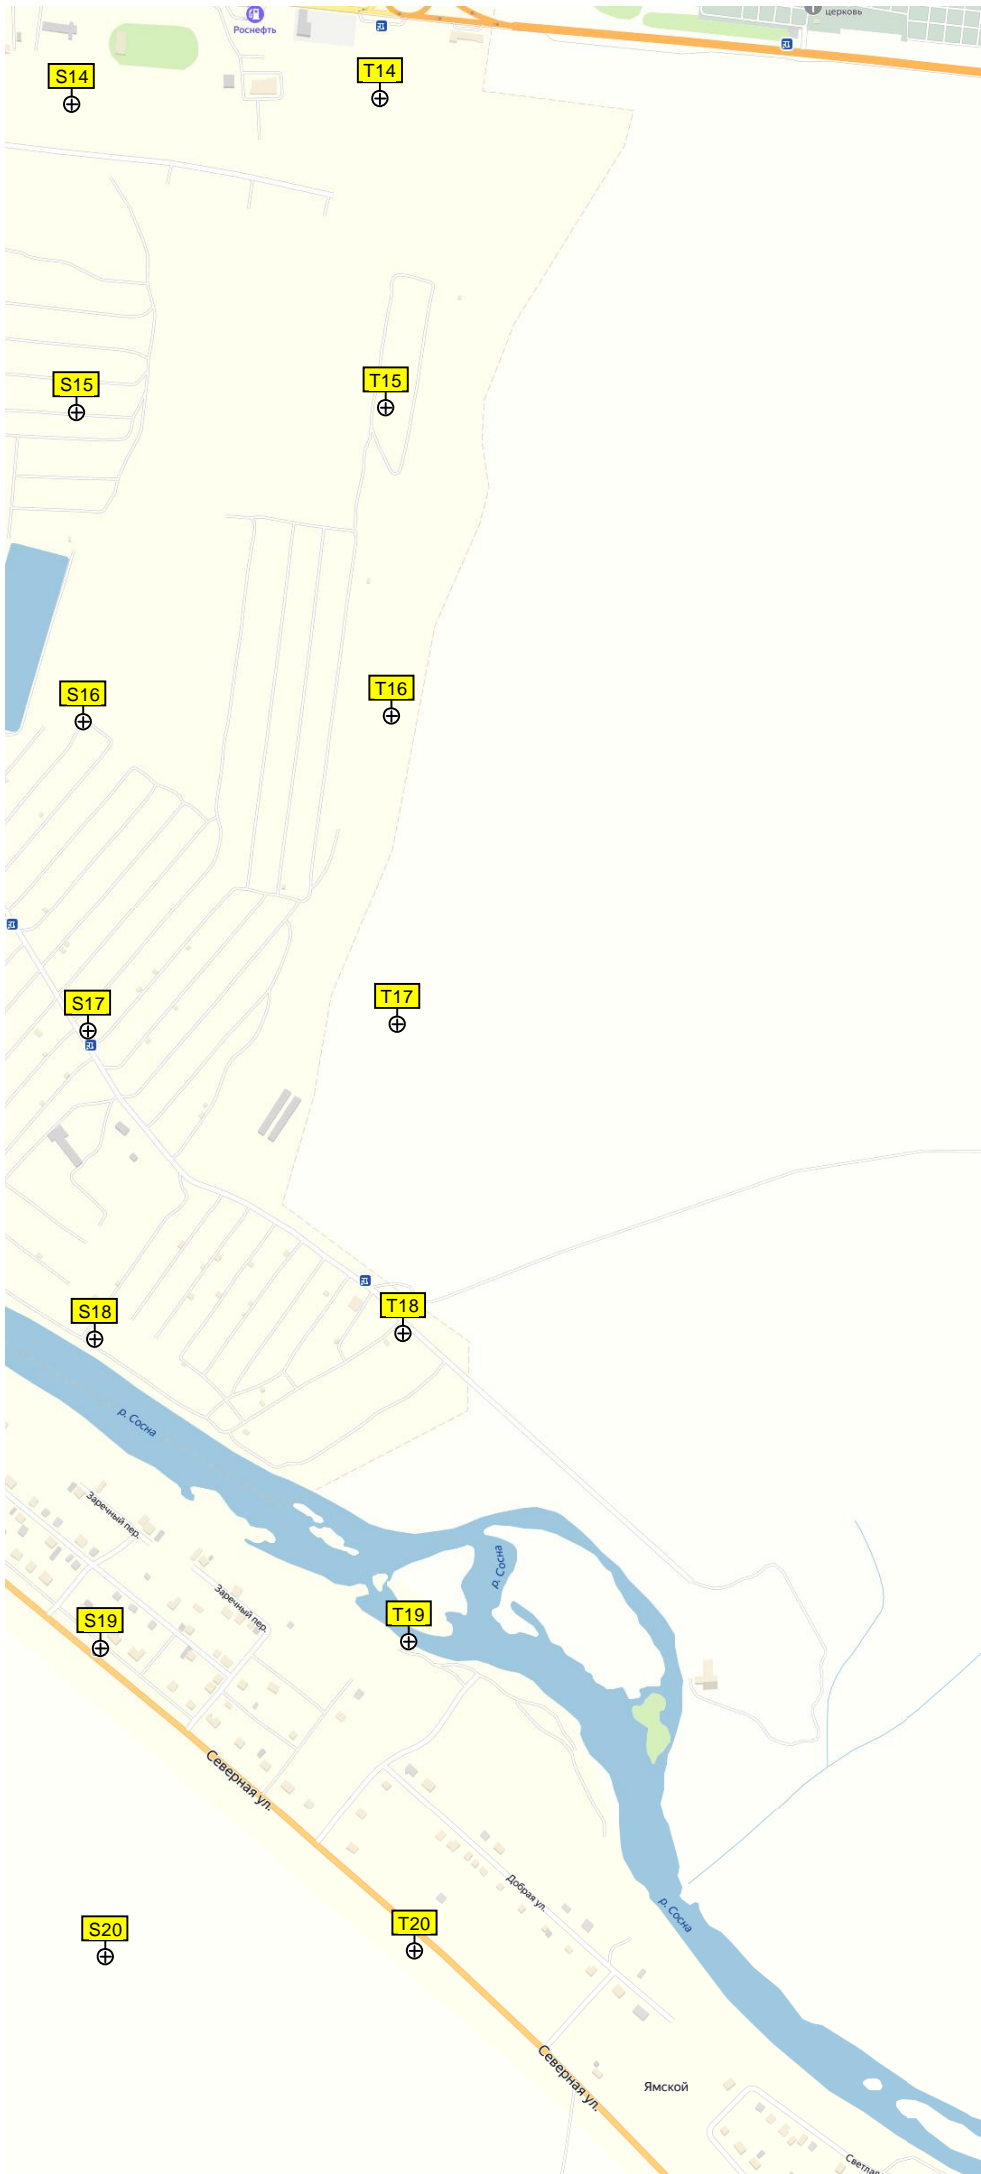 церковь
Роснефть
S14
T14
S15
T15
S16
T16
S17
T17
S18
T18
р. Сосна
Заречный пер.
р. Сосна
Заречный пер.
S19
T19
Северная ул.
Добрая ул.
р. Сосна
S20
T20
Северная ул.
Ямской